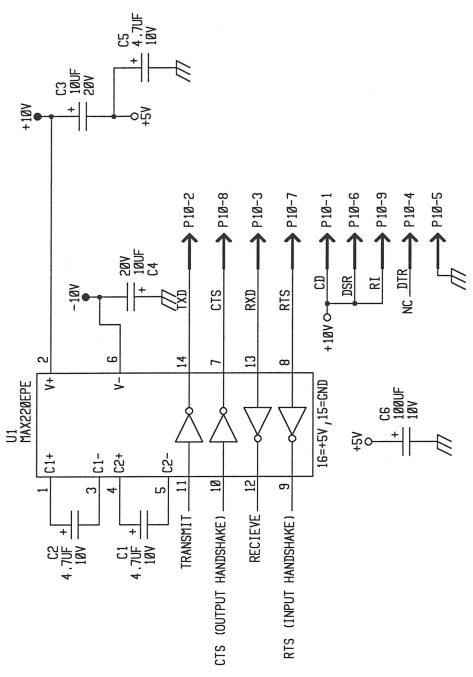 U1
MAX220EPE
1
C1+
3
C1-
4
C2+
5
C2-
C2
4.7UF
10V
+
C1
4.7UF
10V
+
2
V+
6
V-
+10V
C3
10UF
20V
+
+5V
C5
4.7UF
10V
+
-10V
20V
10UF
C4
+
TRANSMIT
11
14
TXD
P10-2
CTS (OUTPUT HANDSHAKE)
10
7
CTS
P10-8
RECIEVE
12
13
RXD
P10-3
RTS (INPUT HANDSHAKE)
9
8
RTS
P10-7
16=+5V,15=GND
+10V
CD
P10-1
DSR
P10-6
RI
P10-9
NC
DTR
P10-4
P10-5
+5V
C6
100UF
10V
+